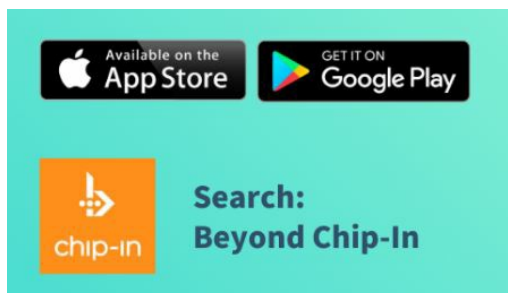 Available on the
App Store
GET IT ON
Google Play
chip-in
Search:
Beyond Chip-In